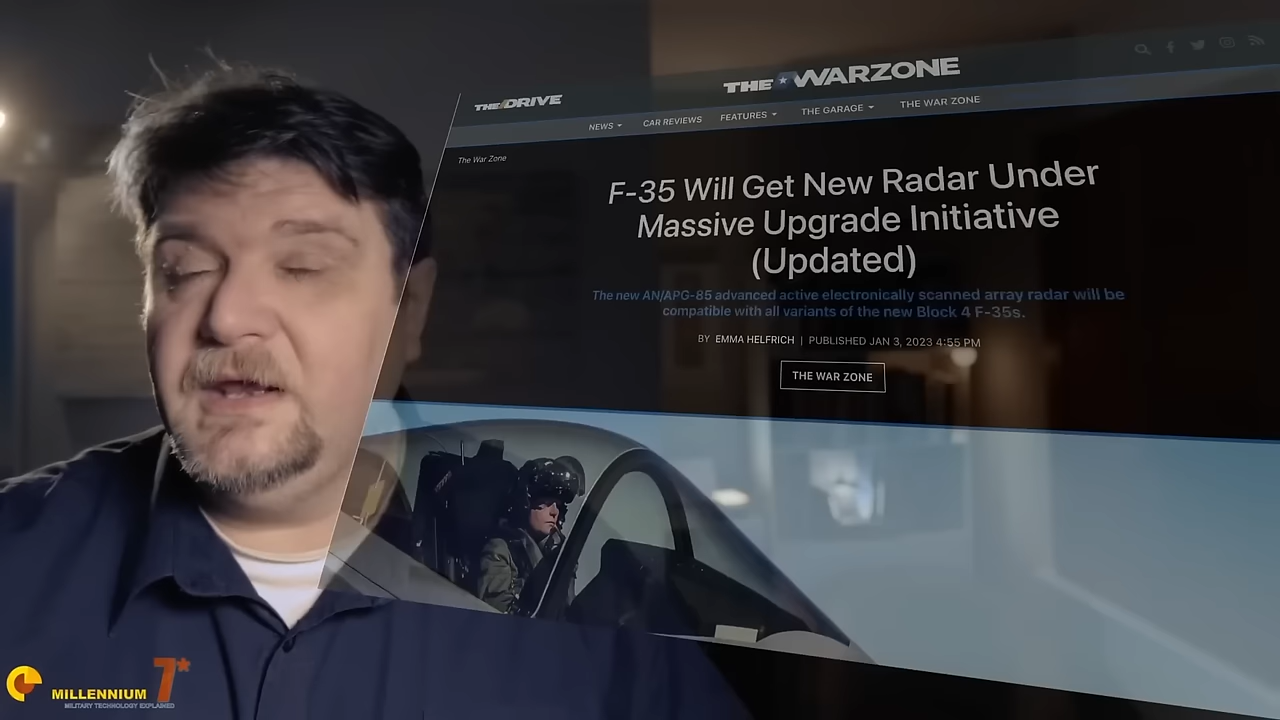 THE WARZONE
THE DRIVE
NEWS
CAR REVIEWS
FEATURES
THE GARAGE
THE WAR ZONE
The War Zone
F-35 Will Get New Radar Under
Massive Upgrade Initiative
(Updated)
The new AN/APG-85 advanced active electronically scanned array radar will be
compatible with all variants of the new Block 4 F-35s.
BY EMMA HELFRICH | PUBLISHED JAN 3, 2023 4:55 PM
THE WAR ZONE
MILLENNIUM 7*
MILITARY TECHNOLOGY EXPLAINED